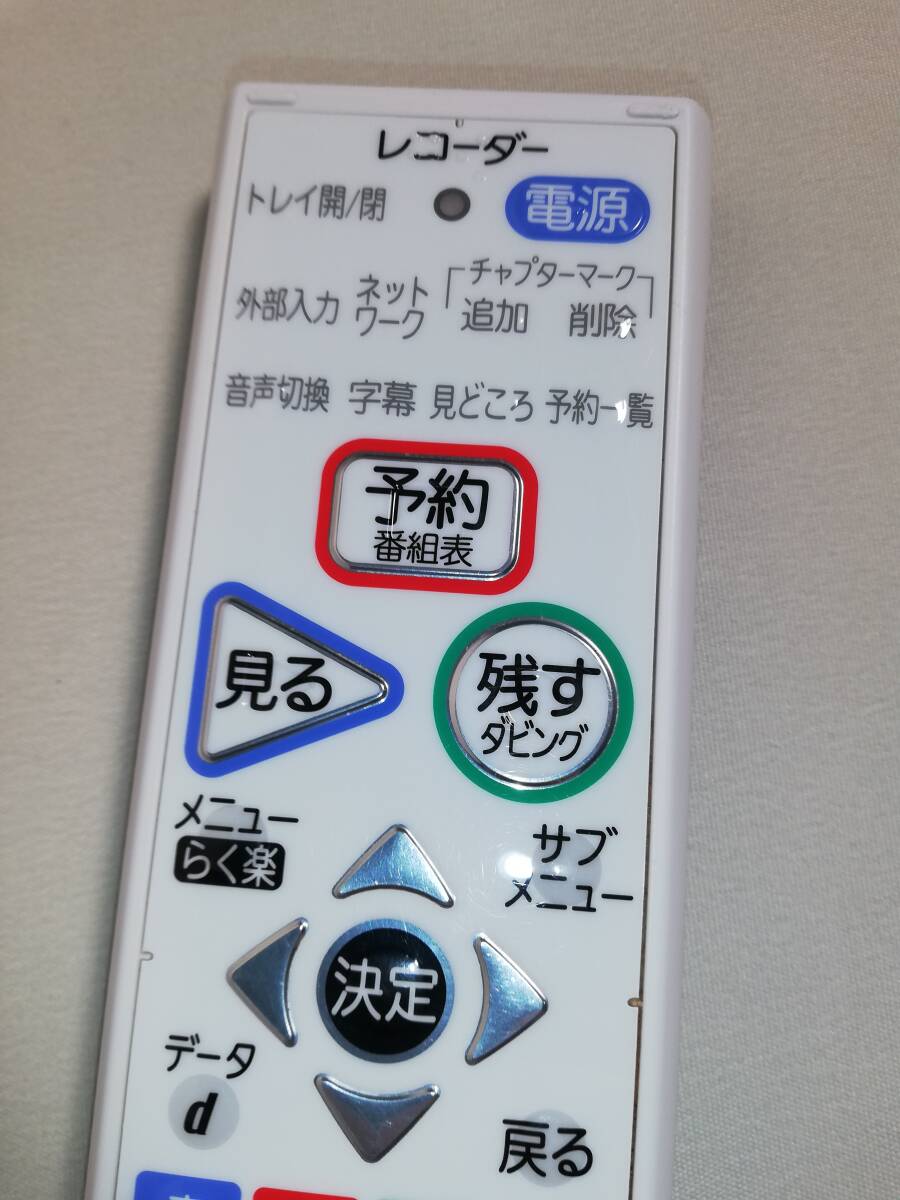 レコーダー
トレイ開/閉
電源
チャプターマーク
外部入力
ネット
ワーク
追加
削除
音声切換
字幕
見どころ
予約一覧
予約
番組表
見る
残す
ダビング
メニュー
らく楽
サブ
メニュー
決定
データ
d
戻る